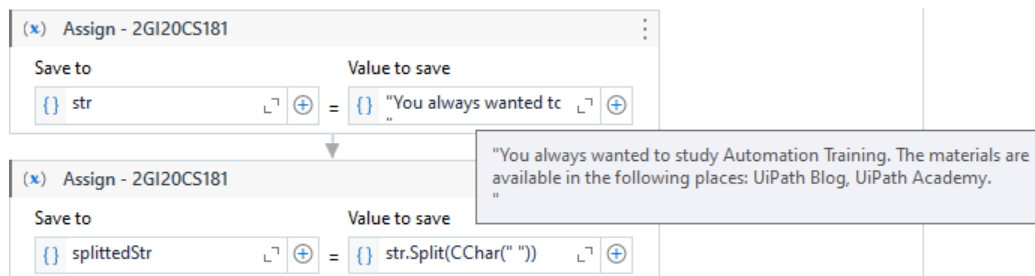 (x) Assign - 2GI20CS181
Save to Value to save
{} str = {} "You always wanted to
"
"You always wanted to study Automation Training. The materials are
available in the following places: UiPath Blog, UiPath Academy.
"
(x) Assign - 2GI20CS181
Save to Value to save
{} splittedStr = {} str.Split(CChar(" "))